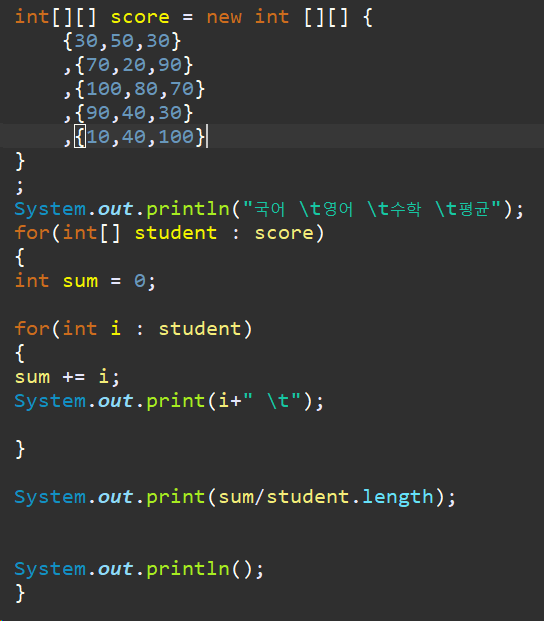 int[][] score = new int [][] {
{30,50,30}
,{70,20,90}
,{100,80,70}
,{90,40,30}
,{10,40,100}
}
;
System.out.println("국어 \t영어 \t수학 \t평균");
for(int[] student : score)
{
int sum = 0;
for(int i : student)
{
sum += i;
System.out.print(i+" \t");
}
System.out.print(sum/student.length);
System.out.println();
}